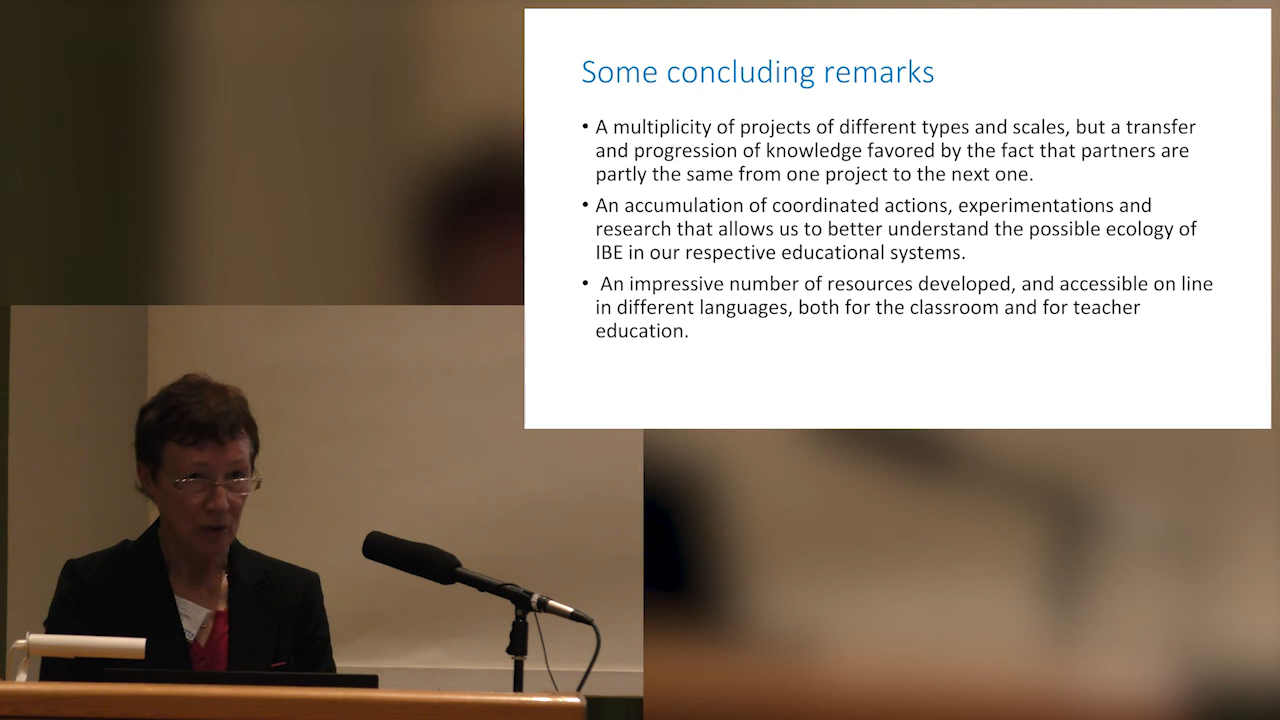 Some concluding remarks
• A multiplicity of projects of different types and scales, but a transfer
and progression of knowledge favored by the fact that partners are
partly the same from one project to the next one.
• An accumulation of coordinated actions, experimentations and
research that allows us to better understand the possible ecology of
IBE in our respective educational systems.
• An impressive number of resources developed, and accessible on line
in different languages, both for the classroom and for teacher
education.